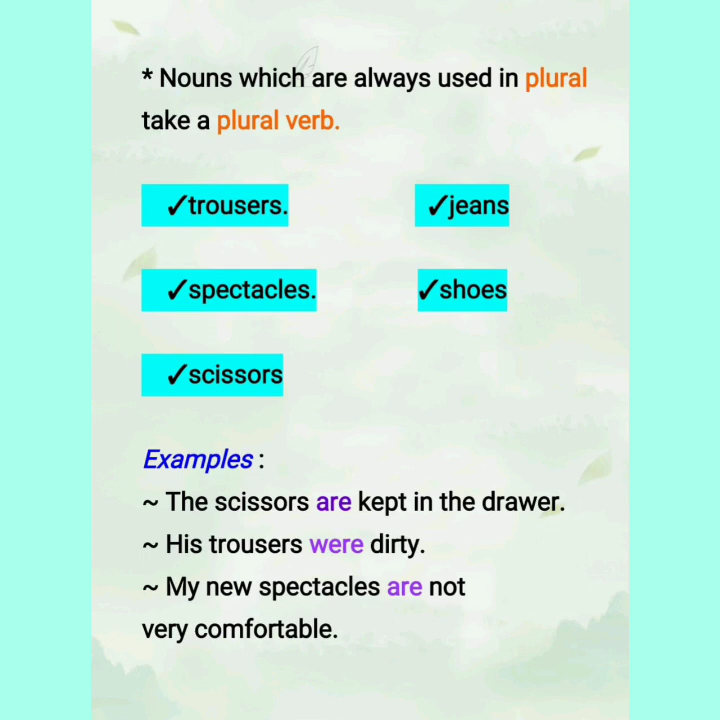 * Nouns which are always used in plural
take a plural verb.
✓trousers. ✓jeans
✓spectacles. ✓shoes
✓scissors
Examples :
~ The scissors are kept in the drawer.
~ His trousers were dirty.
~ My new spectacles are not
very comfortable.